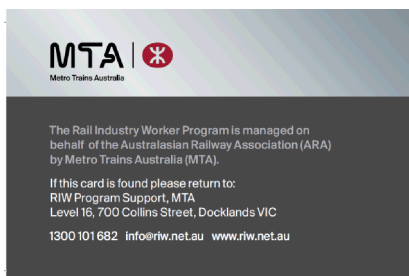 MTA
Metro Trains Australia
The Rail Industry Worker Program is managed on
behalf of the Australasian Railway Association (ARA)
by Metro Trains Australia (MTA).
If this card is found please return to:
RIW Program Support, MTA
Level 16, 700 Collins Street, Docklands VIC
1300 101 682 info@riw.net.au www.riw.net.au